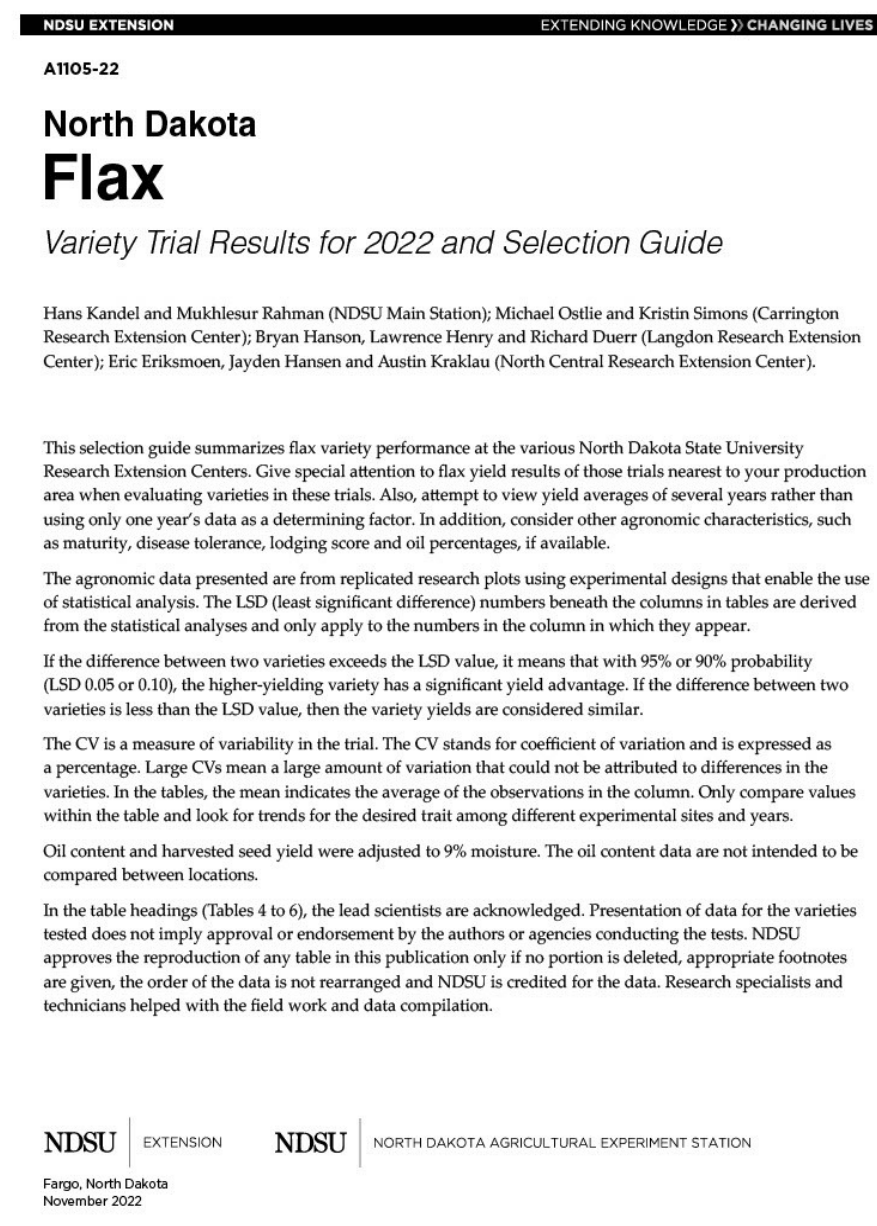 NDSU EXTENSION
EXTENDING KNOWLEDGE ⟩⟩ CHANGING LIVES
A1105-22
North Dakota
Flax
Variety Trial Results for 2022 and Selection Guide
Hans Kandel and Mukhlesur Rahman (NDSU Main Station); Michael Ostlie and Kristin Simons (Carrington
Research Extension Center); Bryan Hanson, Lawrence Henry and Richard Duerr (Langdon Research Extension
Center); Eric Eriksmoen, Jayden Hansen and Austin Kraklau (North Central Research Extension Center).
This selection guide summarizes flax variety performance at the various North Dakota State University
Research Extension Centers. Give special attention to flax yield results of those trials nearest to your production
area when evaluating varieties in these trials. Also, attempt to view yield averages of several years rather than
using only one year's data as a determining factor. In addition, consider other agronomic characteristics, such
as maturity, disease tolerance, lodging score and oil percentages, if available.
The agronomic data presented are from replicated research plots using experimental designs that enable the use
of statistical analysis. The LSD (least significant difference) numbers beneath the columns in tables are derived
from the statistical analyses and only apply to the numbers in the column in which they appear.
If the difference between two varieties exceeds the LSD value, it means that with 95% or 90% probability
(LSD 0.05 or 0.10), the higher-yielding variety has a significant yield advantage. If the difference between two
varieties is less than the LSD value, then the variety yields are considered similar.
The CV is a measure of variability in the trial. The CV stands for coefficient of variation and is expressed as
a percentage. Large CVs mean a large amount of variation that could not be attributed to differences in the
varieties. In the tables, the mean indicates the average of the observations in the column. Only compare values
within the table and look for trends for the desired trait among different experimental sites and years.
Oil content and harvested seed yield were adjusted to 9% moisture. The oil content data are not intended to be
compared between locations.
In the table headings (Tables 4 to 6), the lead scientists are acknowledged. Presentation of data for the varieties
tested does not imply approval or endorsement by the authors or agencies conducting the tests. NDSU
approves the reproduction of any table in this publication only if no portion is deleted, appropriate footnotes
are given, the order of the data is not rearranged and NDSU is credited for the data. Research specialists and
technicians helped with the field work and data compilation.
NDSU EXTENSION
NDSU NORTH DAKOTA AGRICULTURAL EXPERIMENT STATION
Fargo, North Dakota
November 2022